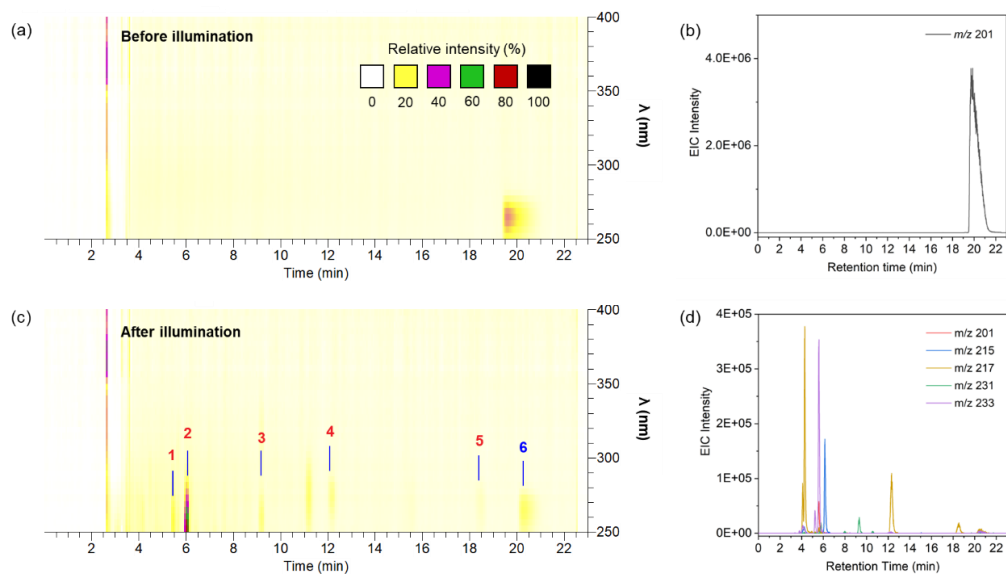 (a)
Before illumination
Relative intensity (%)
0 20 40 60 80 100
400
350
300
250
λ (nm)
2 4 6 8 10 12 14 16 18 20 22
Time (min)
(b)
m/z 201
4.0E+06
2.0E+06
0.0E+00
EIC Intensity
0 2 4 6 8 10 12 14 16 18 20 22
Retention time (min)
(c)
After illumination
1 2 3 4 5 6
400
350
300
250
λ (nm)
2 4 6 8 10 12 14 16 18 20 22
Time (min)
(d)
m/z 201
m/z 215
m/z 217
m/z 231
m/z 233
4E+05
3E+05
2E+05
1E+05
0E+00
EIC Intensity
0 2 4 6 8 10 12 14 16 18 20 22
Retention Time (min)